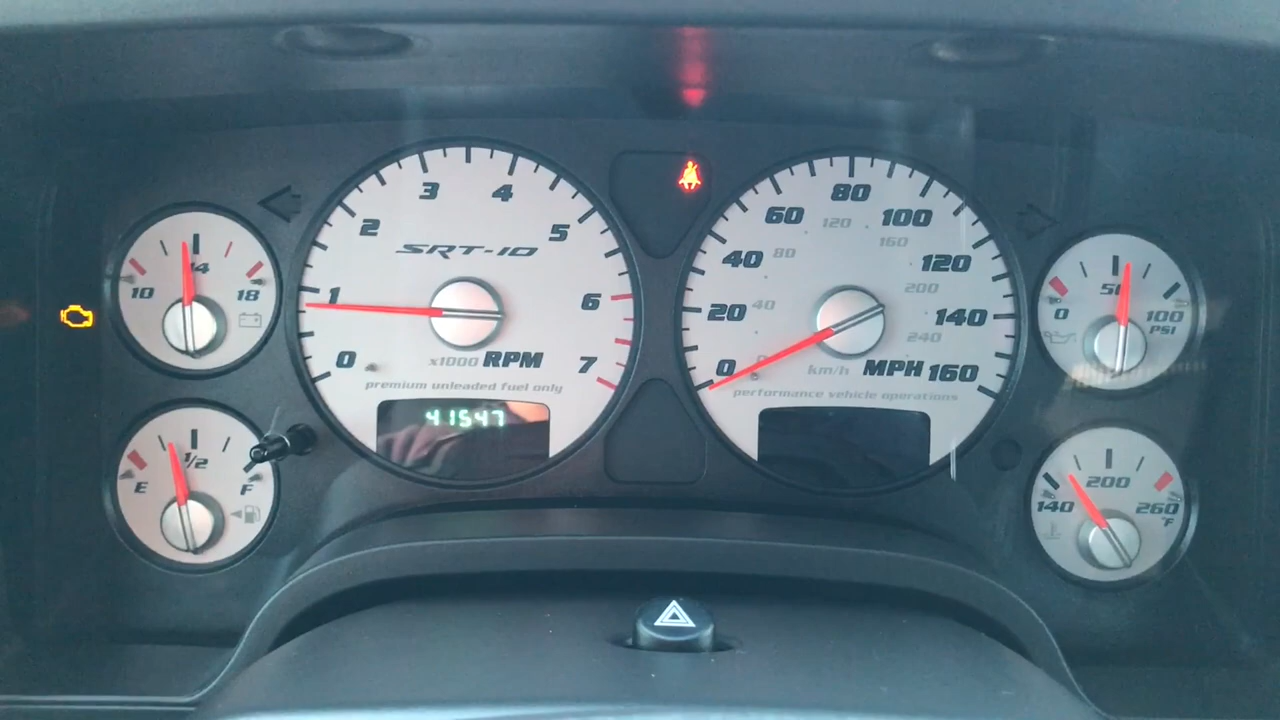 10 14 18
E 1/2 F
0 1 2 3 4 5 6 7
SRT-10
x1000 RPM
premium unleaded fuel only
41547
0 20 40 60 80 100 120 140 160
0 40 80 120 160 200 240
km/h MPH
performance vehicle operations
0 50 100
PSI
140 200 260
°F